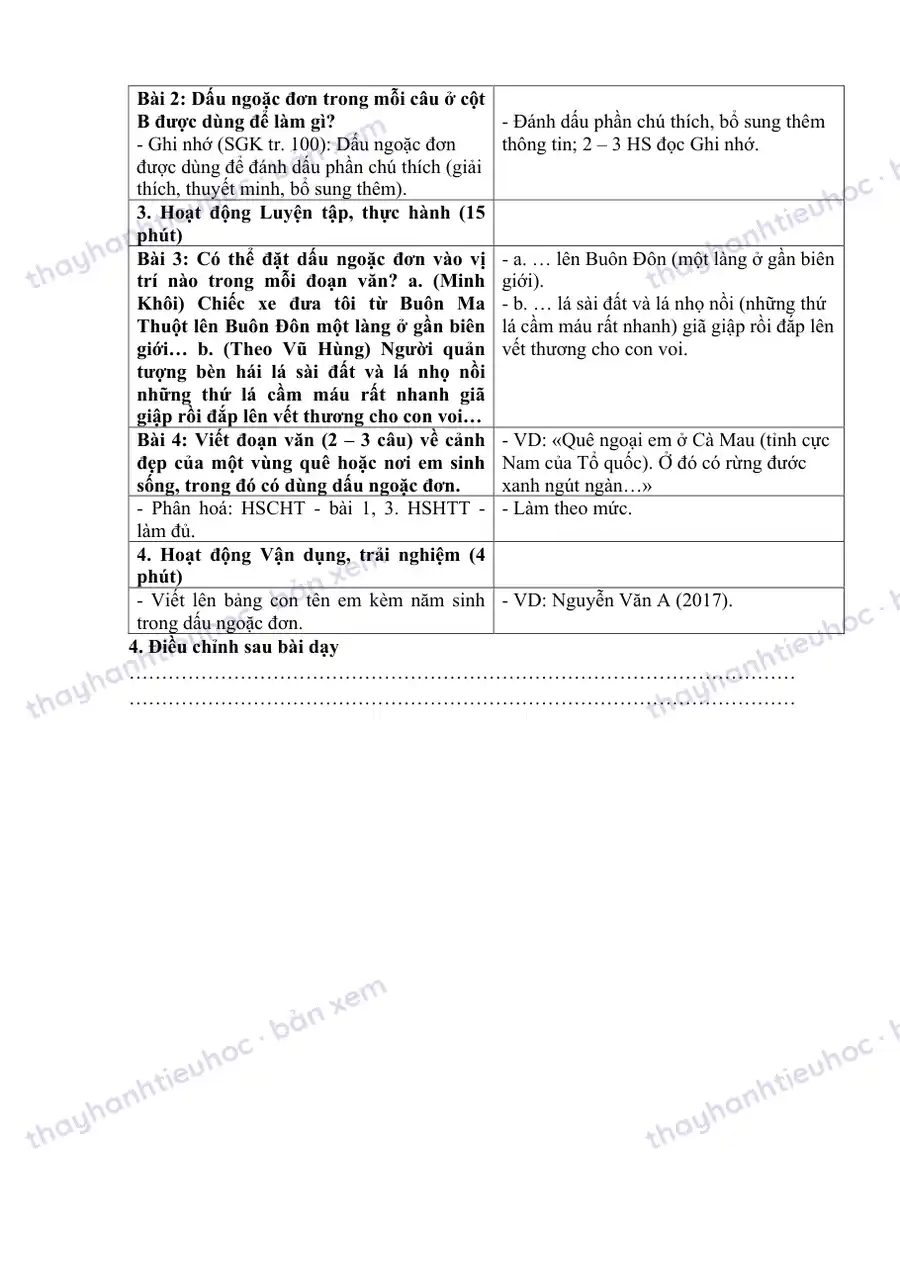 Bài 2: Dấu ngoặc đơn trong mỗi câu ở cột
B được dùng để làm gì?
- Ghi nhớ (SGK tr. 100): Dấu ngoặc đơn
được dùng để đánh dấu phần chú thích (giải
thích, thuyết minh, bổ sung thêm).
- Đánh dấu phần chú thích, bổ sung thêm
thông tin; 2 – 3 HS đọc Ghi nhớ.
3. Hoạt động Luyện tập, thực hành (15
phút)
Bài 3: Có thể đặt dấu ngoặc đơn vào vị
trí nào trong mỗi đoạn văn? a. (Minh
Khôi) Chiếc xe đưa tôi từ Buôn Ma
Thuột lên Buôn Đôn một làng ở gần biên
giới… b. (Theo Vũ Hùng) Người quản
tượng bèn hái lá sài đất và lá nhọ nồi
những thứ lá cầm máu rất nhanh giã
giập rồi đắp lên vết thương cho con voi…
- a. … lên Buôn Đôn (một làng ở gần biên
giới).
- b. … lá sài đất và lá nhọ nồi (những thứ
lá cầm máu rất nhanh) giã giập rồi đắp lên
vết thương cho con voi.
Bài 4: Viết đoạn văn (2 – 3 câu) về cảnh
đẹp của một vùng quê hoặc nơi em sinh
sống, trong đó có dùng dấu ngoặc đơn.
- VD: «Quê ngoại em ở Cà Mau (tỉnh cực
Nam của Tổ quốc). Ở đó có rừng đước
xanh ngút ngàn…»
- Phân hoá: HSCHT - bài 1, 3. HSHTT -
làm đủ.
- Làm theo mức.
4. Hoạt động Vận dụng, trải nghiệm (4
phút)
- Viết lên bảng con tên em kèm năm sinh
trong dấu ngoặc đơn.
- VD: Nguyễn Văn A (2017).
4. Điều chỉnh sau bài dạy
……………………………………………………………………………………
……………………………………………………………………………………
thayhanhtieuhoc · bản xem
thayhanhtieuhoc · b
thayhanhtieuhoc · bản xem
thayhanhtieuhoc · b
thayhanhtieuhoc · bản xem
thayhanhtieuhoc · b